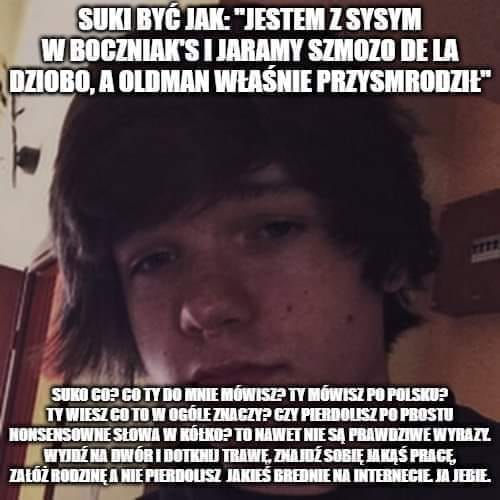 SUKI BYĆ JAK: "JESTEM Z SYSYM
W BOCZNIAK'S I JARAMY SZMOZO DE LA
DZIOBO, A OLDMAN WŁAŚNIE PRZYSMRODZIŁ"
SUKO CO? CO TY DO MNIE MÓWISZ? TY MÓWISZ PO POLSKU?
TY WIESZ CO TO W OGÓLE ZNACZY? CZY PIERDOLISZ PO PROSTU
NONSENSOWNE SŁOWA W KÓŁKO? TO NAWET NIE SĄ PRAWDZIWE WYRAZY.
WYJDŹ NA DWÓR I DOTKNIJ TRAWĘ, ZNAJDŹ SOBIE JAKĄŚ PRACĘ,
ZAŁÓŻ RODZINĘ A NIE PIERDOLISZ JAKIEŚ BREDNIE NA INTERNECIE. JA JEBIE.